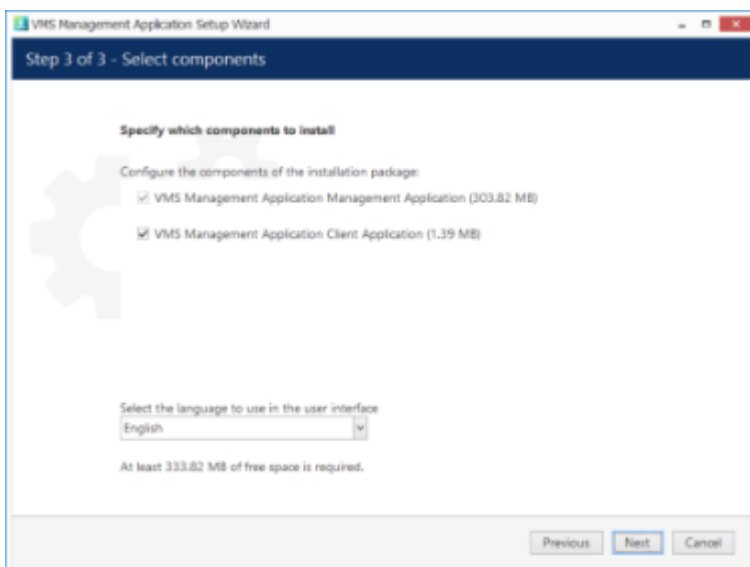 VMS Management Application Setup Wizard
Step 3 of 3 - Select components
Specify which components to install
Configure the components of the installation package:
VMS Management Application Management Application (303.82 MB)
VMS Management Application Client Application (1.39 MB)
Select the language to use in the user interface
English
At least 333.82 MB of free space is required.
Previous Next Cancel